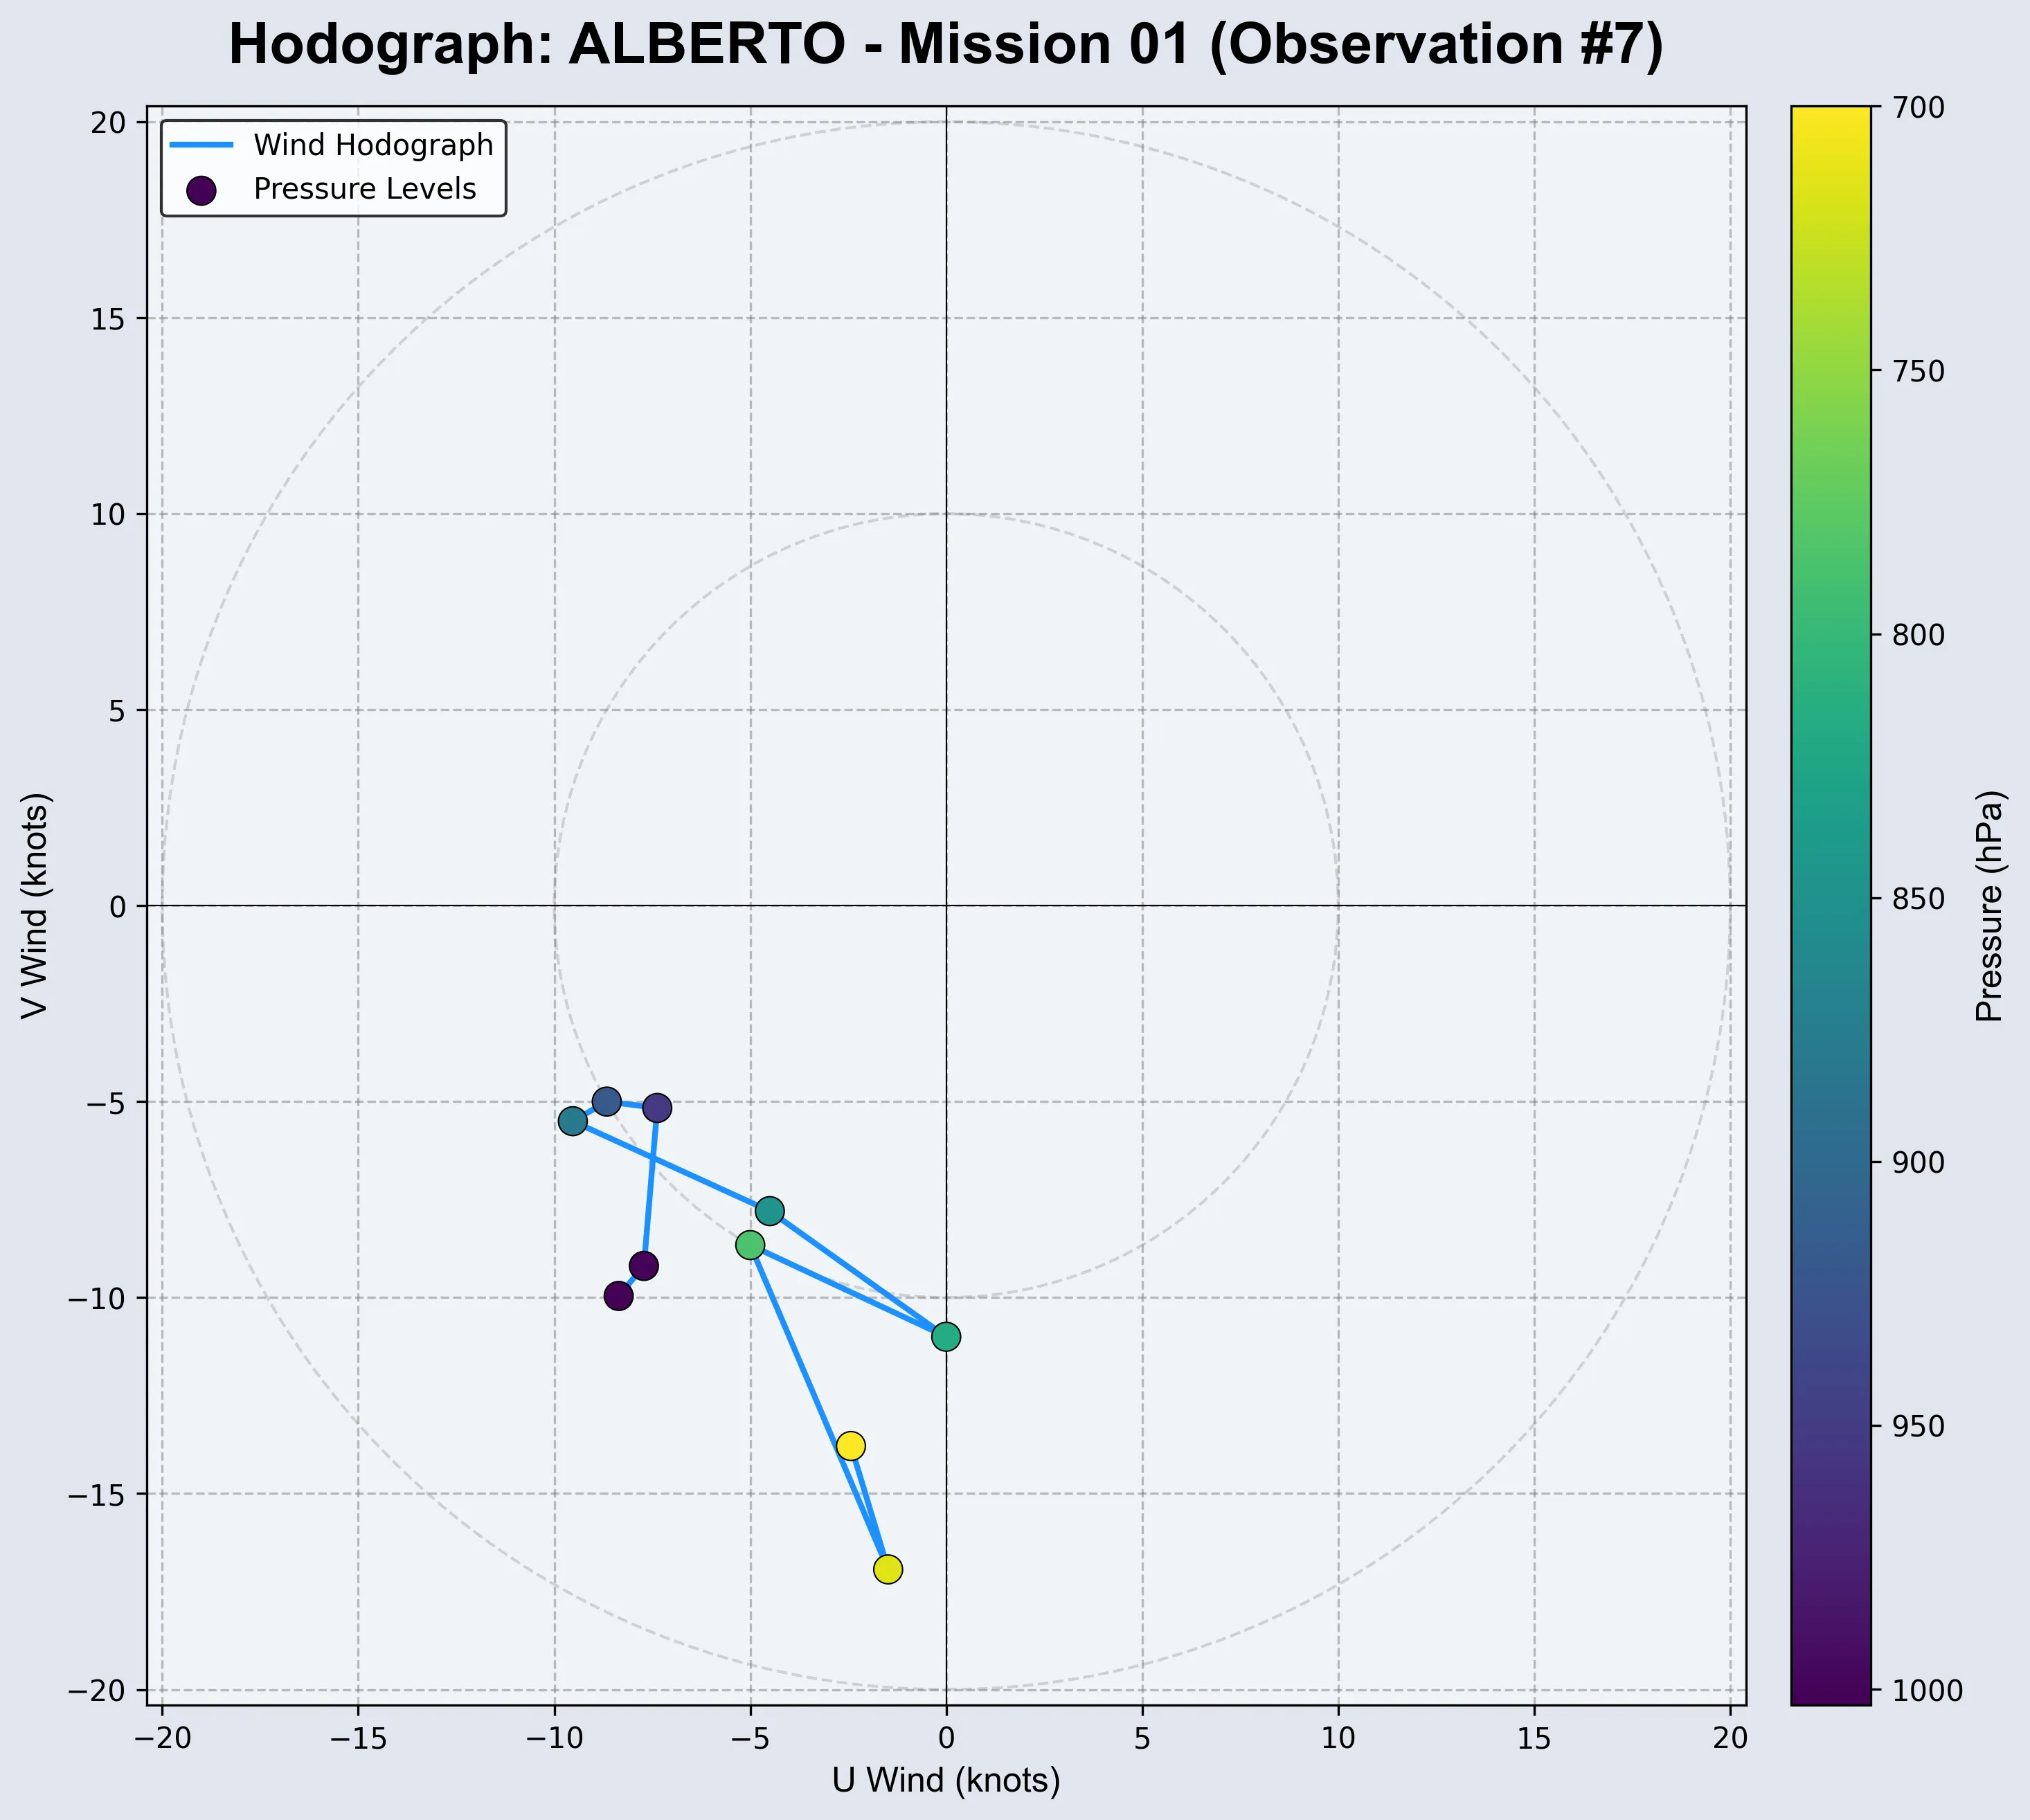 Hodograph: ALBERTO - Mission 01 (Observation #7)
Wind Hodograph
Pressure Levels
20
15
10
5
0
−5
−10
−15
−20
V Wind (knots)
−20 −15 −10 −5 0 5 10 15 20
U Wind (knots)
700
750
800
850
900
950
1000
Pressure (hPa)